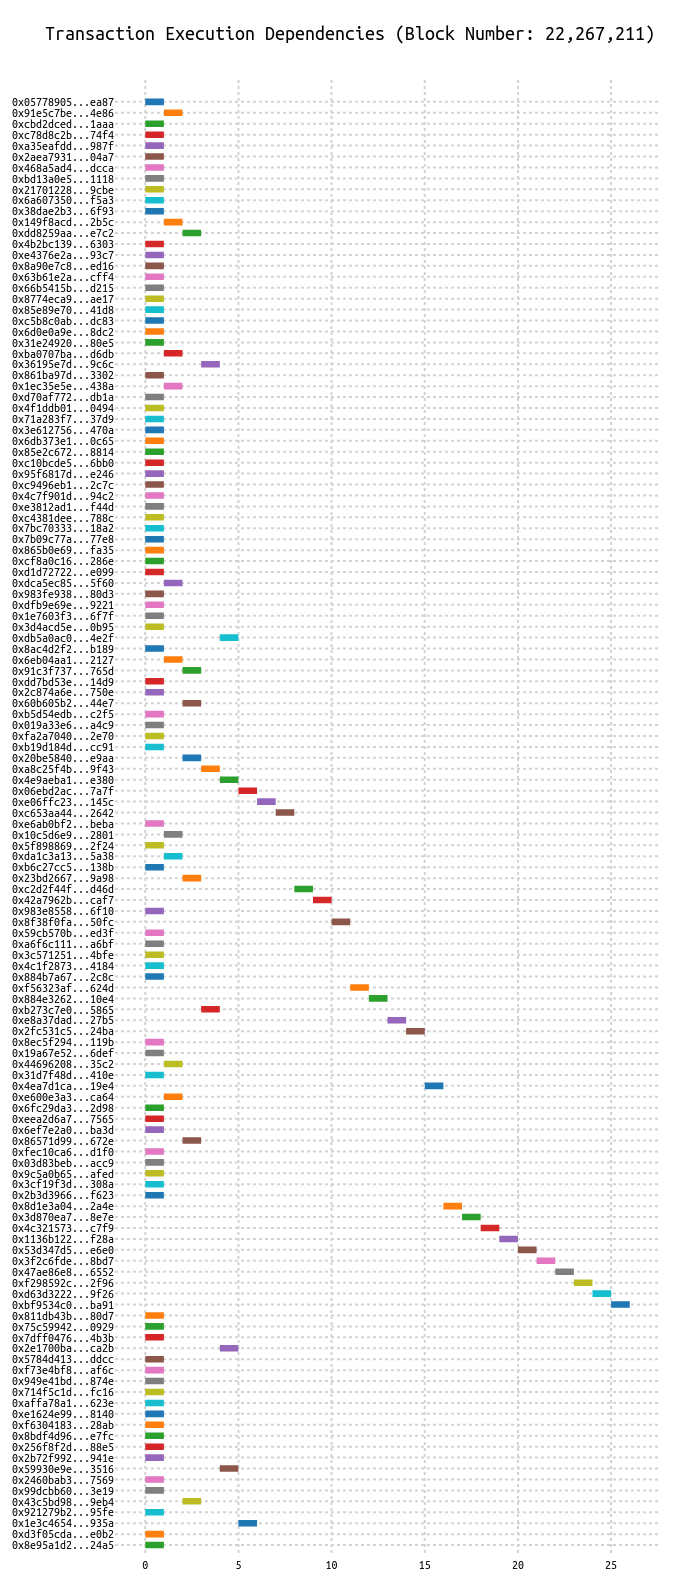 Transaction Execution Dependencies (Block Number: 22,267,211)
0x05778905...ea87
0x91e5c7be...4e86
0xcbd2dced...1aaa
0xc78d8c2b...74f4
0xa35eafdd...987f
0x2aea7931...04a7
0x468a5ad4...dcca
0xbd13a0e5...1118
0x21701228...9cbe
0x6a607350...f5a3
0x38dae2b3...6f93
0x149f8acd...2b5c
0xdd8259aa...e7c2
0x4b2bc139...6303
0xe4376e2a...93c7
0x8a90e7c8...ed16
0x63b61e2a...cff4
0x66b5415b...d215
0x8774eca9...ae17
0x85e89e70...41d8
0xc5b8c0ab...dc83
0x6d0e0a9e...8dc2
0x31e24920...80e5
0xba0707ba...d6db
0x36195e7d...9c6c
0x861ba97d...3302
0x1ec35e5e...438a
0xd70af772...db1a
0x4f1ddb01...0494
0x71a283f7...37d9
0x3e612756...470a
0x6db373e1...0c65
0x85e2c672...8814
0xc10bcde5...6bb0
0x95f6817d...e246
0xc9496eb1...2c7c
0x4c7f901d...94c2
0xe3812ad1...f44d
0xc4381dee...788c
0x7bc70333...18a2
0x7b09c77a...77e8
0x865b0e69...fa35
0xcf8a0c16...286e
0xd1d72722...e099
0xdca5ec85...5f60
0x983fe938...80d3
0xdfb9e69e...9221
0x1e7603f3...6f7f
0x3d4acd5e...0b95
0xdb5a0ac0...4e2f
0x8ac4d2f2...b189
0x6eb04aa1...2127
0x91c3f737...765d
0xdd7bd53e...14d9
0x2c874a6e...750e
0x60b605b2...44e7
0xb5d54edb...c2f5
0x019a33e6...a4c9
0xfa2a7040...2e70
0xb19d184d...cc91
0x20be5840...e9aa
0xa8c25f4b...9f43
0x4e9aeba1...e380
0x06ebd2ac...7a7f
0xe06ffc23...145c
0xc653aa44...2642
0xe6ab0bf2...beba
0x10c5d6e9...2801
0x5f898869...2f24
0xda1c3a13...5a38
0xb6c27cc5...138b
0x23bd2667...9a98
0xc2d2f44f...d46d
0x42a7962b...caf7
0x983e8558...6f10
0x8f38f0fa...50fc
0x59cb570b...ed3f
0xa6f6c111...a6bf
0x3c571251...4bfe
0x4c1f2873...4184
0x884b7a67...2c8c
0xf56323af...624d
0x884e3262...10e4
0xb273c7e0...5865
0xe8a37dad...27b5
0x2fc531c5...24ba
0x8ec5f294...119b
0x19a67e52...6def
0x44696208...35c2
0x31d7f48d...410e
0x4ea7d1ca...19e4
0xe600e3a3...ca64
0x6fc29da3...2d98
0xeea2d6a7...7565
0x6ef7e2a0...ba3d
0x86571d99...672e
0xfec10ca6...d1f0
0x03d83beb...acc9
0x9c5a0b65...afed
0x3cf19f3d...308a
0x2b3d3966...f623
0x8d1e3a04...2a4e
0x3d870ea7...8e7e
0x4c321573...c7f9
0x1136b122...f28a
0x53d347d5...e6e0
0x3f2c6fde...8bd7
0x47ae86e8...6552
0xf298592c...2f96
0xd63d3222...9f26
0xbf9534c0...ba91
0x811db43b...80d7
0x75c59942...0929
0x7dff0476...4b3b
0x2e1700ba...ca2b
0x5784d413...ddcc
0xf73e4bf8...af6c
0x949e41bd...874e
0x714f5c1d...fc16
0xaffa78a1...623e
0xe1624e99...8140
0xf6304183...28ab
0x8bdf4d96...e7fc
0x256f8f2d...88e5
0x2b72f992...941e
0x59930e9e...3516
0x2460bab3...7569
0x99dcbb60...3e19
0x43c5bd98...9eb4
0x921279b2...95fe
0x1e3c4654...935a
0xd3f05cda...e0b2
0x8e95a1d2...24a5
0 5 10 15 20 25